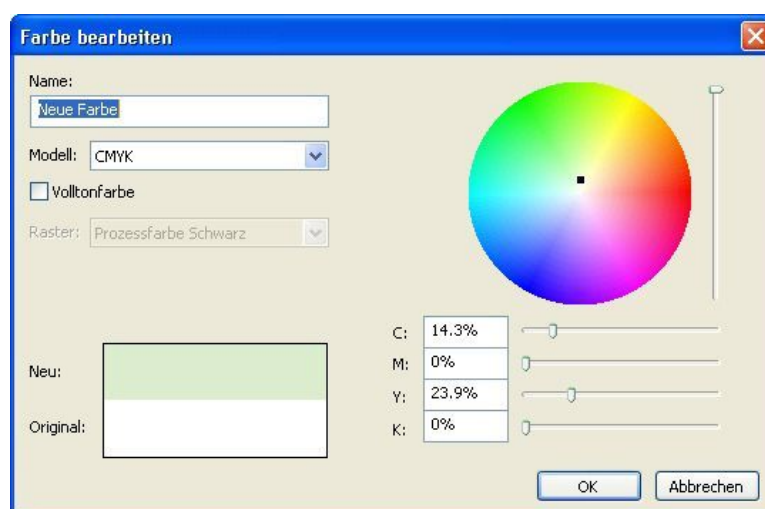 Farbe bearbeiten
Name:
Neue Farbe
Modell: CMYK
Volltonfarbe
Raster: Prozessfarbe Schwarz
C: 14.3%
M: 0%
Y: 23.9%
K: 0%
Neu:
Original:
OK Abbrechen